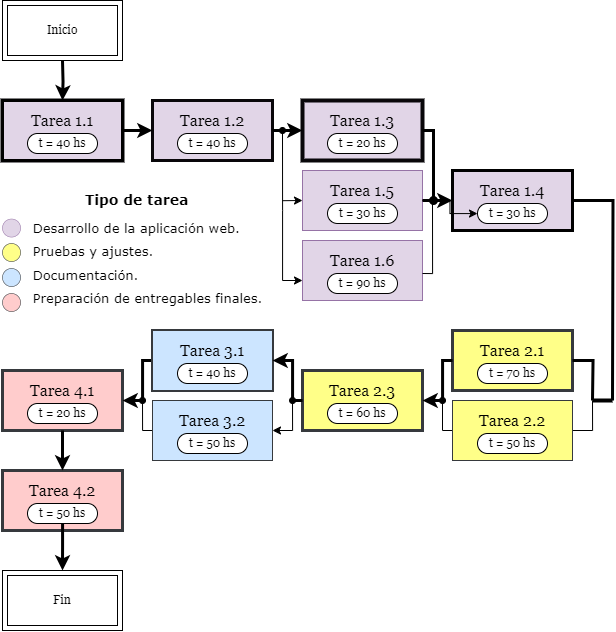 Inicio
Tarea 1.1
t = 40 hs
Tarea 1.2
t = 40 hs
Tarea 1.3
t = 20 hs
Tarea 1.5
t = 30 hs
Tarea 1.6
t = 90 hs
Tarea 1.4
t = 30 hs
Tipo de tarea
Desarrollo de la aplicación web.
Pruebas y ajustes.
Documentación.
Preparación de entregables finales.
Tarea 2.1
t = 70 hs
Tarea 2.2
t = 50 hs
Tarea 2.3
t = 60 hs
Tarea 3.1
t = 40 hs
Tarea 3.2
t = 50 hs
Tarea 4.1
t = 20 hs
Tarea 4.2
t = 50 hs
Fin